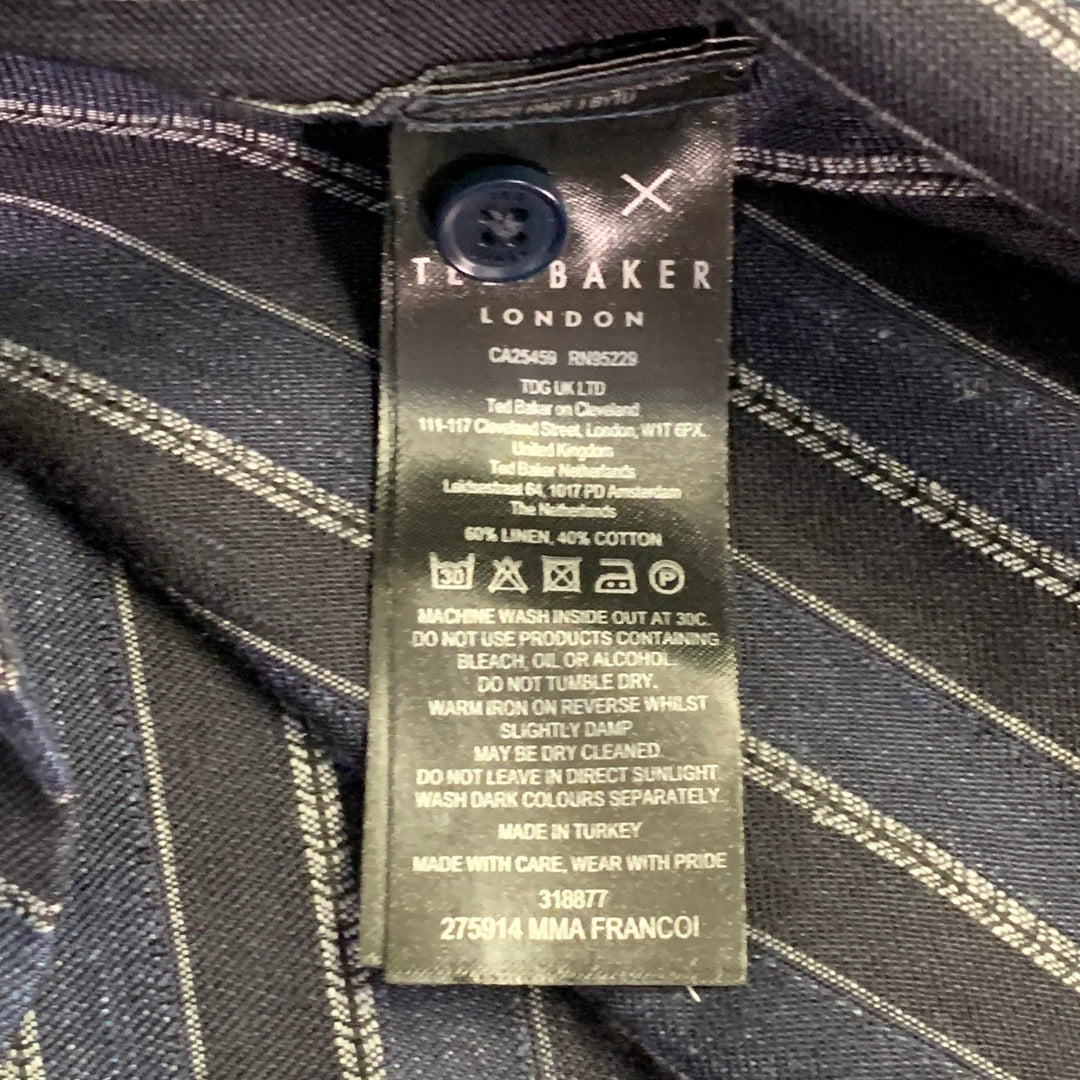 BAKER
LONDON
CA25459 RN95229
TDG UK LTD
Ted Baker on Cleveland
111-117 Cleveland Street, London, W1T 6PX.
United Kingdom
Ted Baker Netherlands
Leidsestraat 64, 1017 PD Amsterdam
The Netherlands
60% LINEN, 40% COTTON
30 P
MACHINE WASH INSIDE OUT AT 30C.
DO NOT USE PRODUCTS CONTAINING
BLEACH, OIL OR ALCOHOL.
DO NOT TUMBLE DRY.
WARM IRON ON REVERSE WHILST
SLIGHTLY DAMP.
MAY BE DRY CLEANED.
DO NOT LEAVE IN DIRECT SUNLIGHT.
WASH DARK COLOURS SEPARATELY.
MADE IN TURKEY
MADE WITH CARE, WEAR WITH PRIDE
318877
275914 MMA FRANCOI